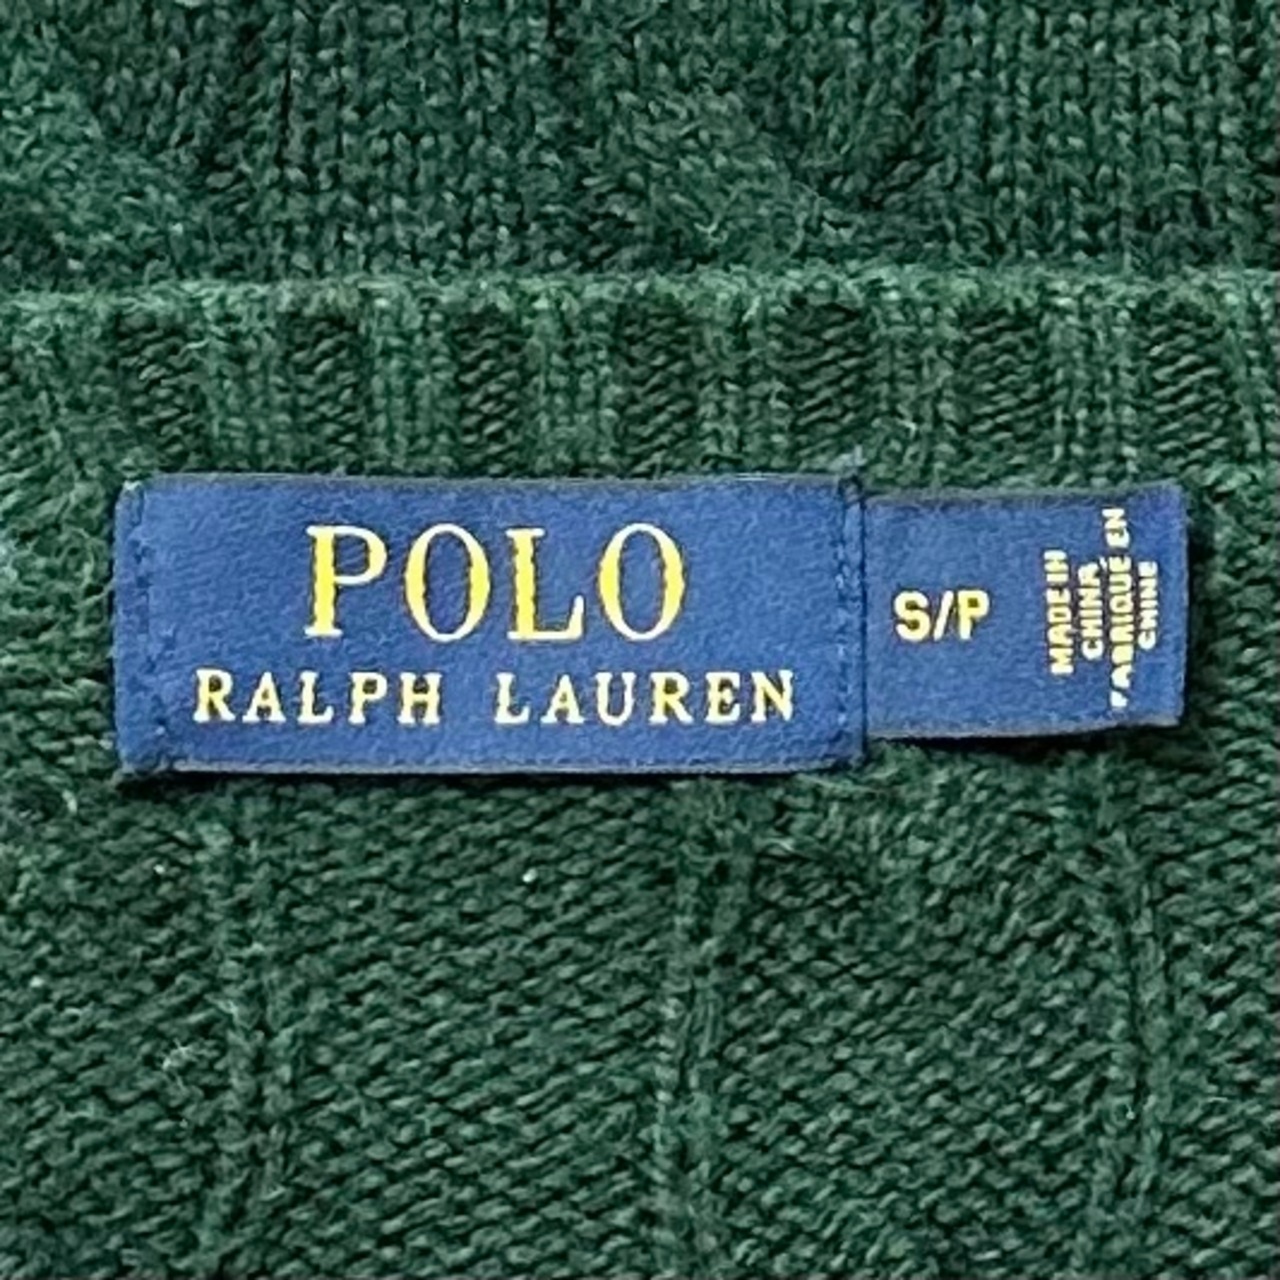 POLO
RALPH LAUREN
S/P
MADE IN
CHINA
FABRIQUÉ EN
CHINE